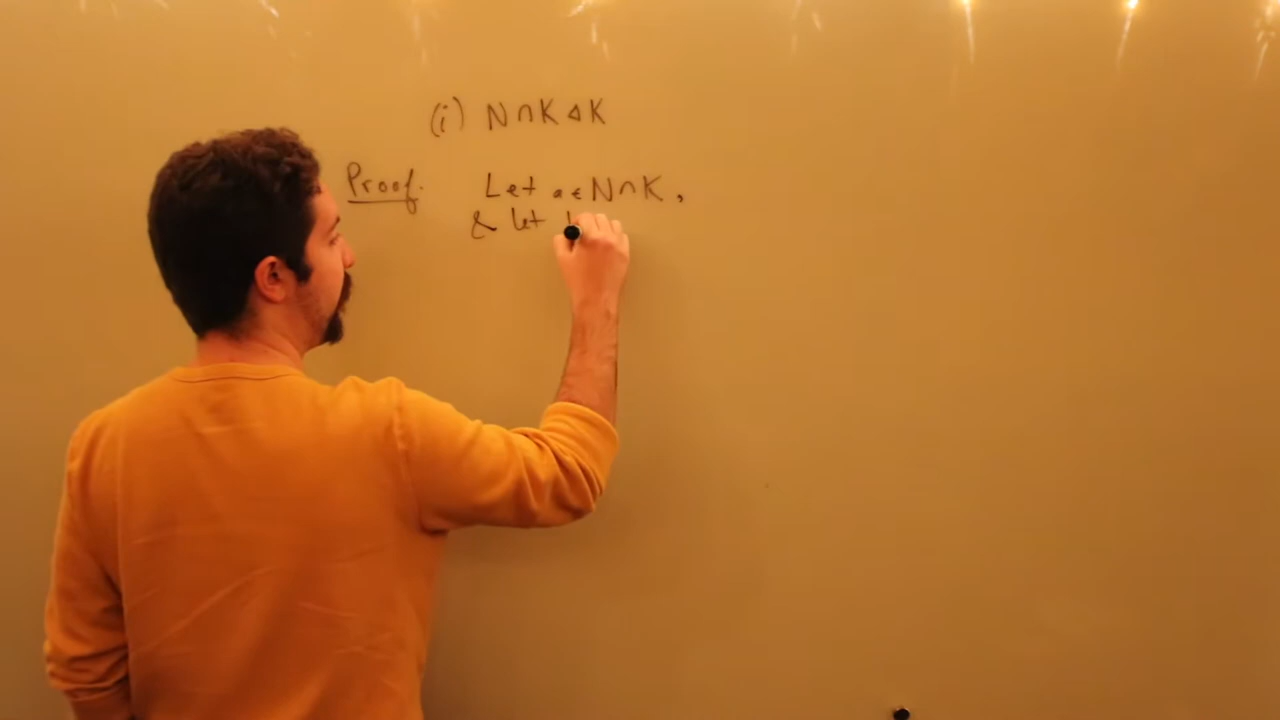 (i) N∩K ⊲ K
Proof. Let a ∈ N∩K,
& let